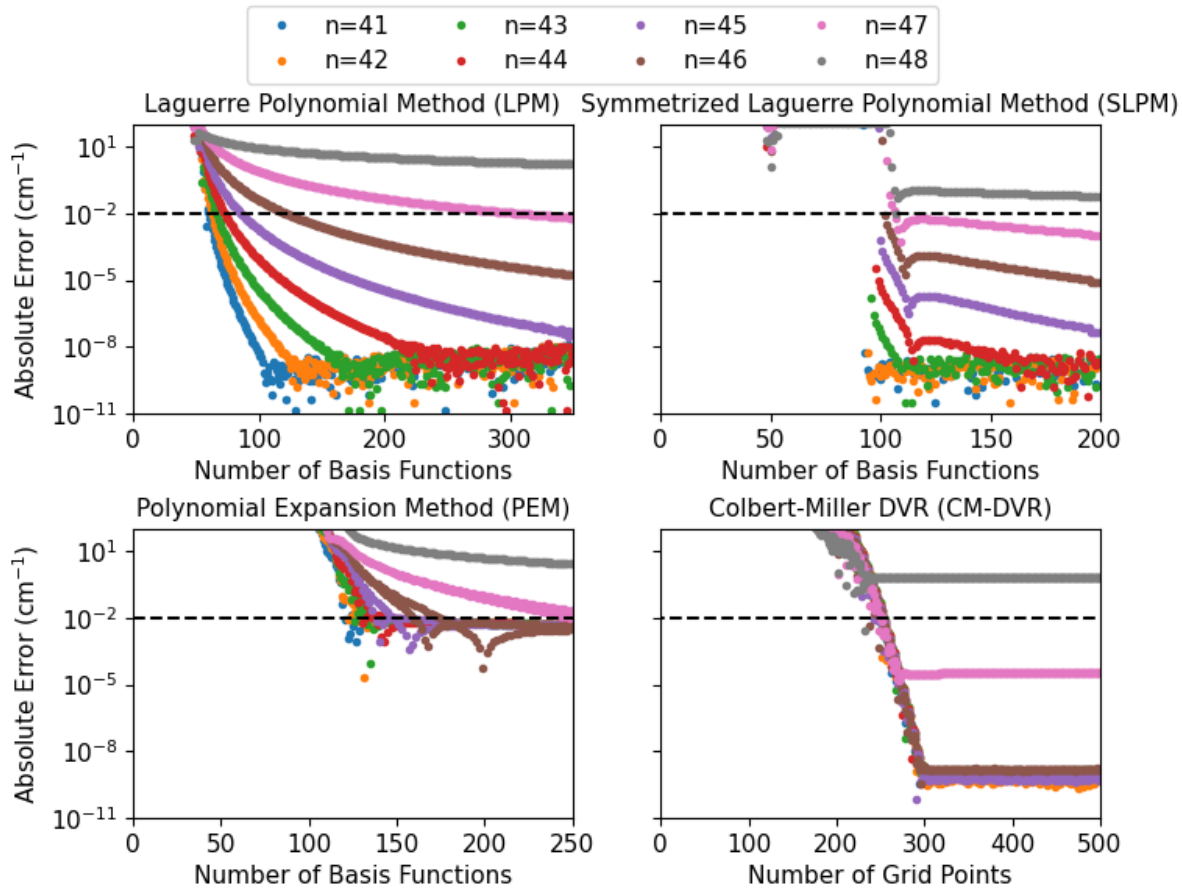 n=41 n=43 n=45 n=47
n=42 n=44 n=46 n=48
Laguerre Polynomial Method (LPM) Symmetrized Laguerre Polynomial Method (SLPM)
10^1
10^-2
10^-5
10^-8
10^-11
Absolute Error (cm^-1)
0 100 200 300
0 50 100 150 200
Number of Basis Functions Number of Basis Functions
Polynomial Expansion Method (PEM) Colbert-Miller DVR (CM-DVR)
10^1
10^-2
10^-5
10^-8
10^-11
Absolute Error (cm^-1)
0 50 100 150 200 250
0 100 200 300 400 500
Number of Basis Functions Number of Grid Points